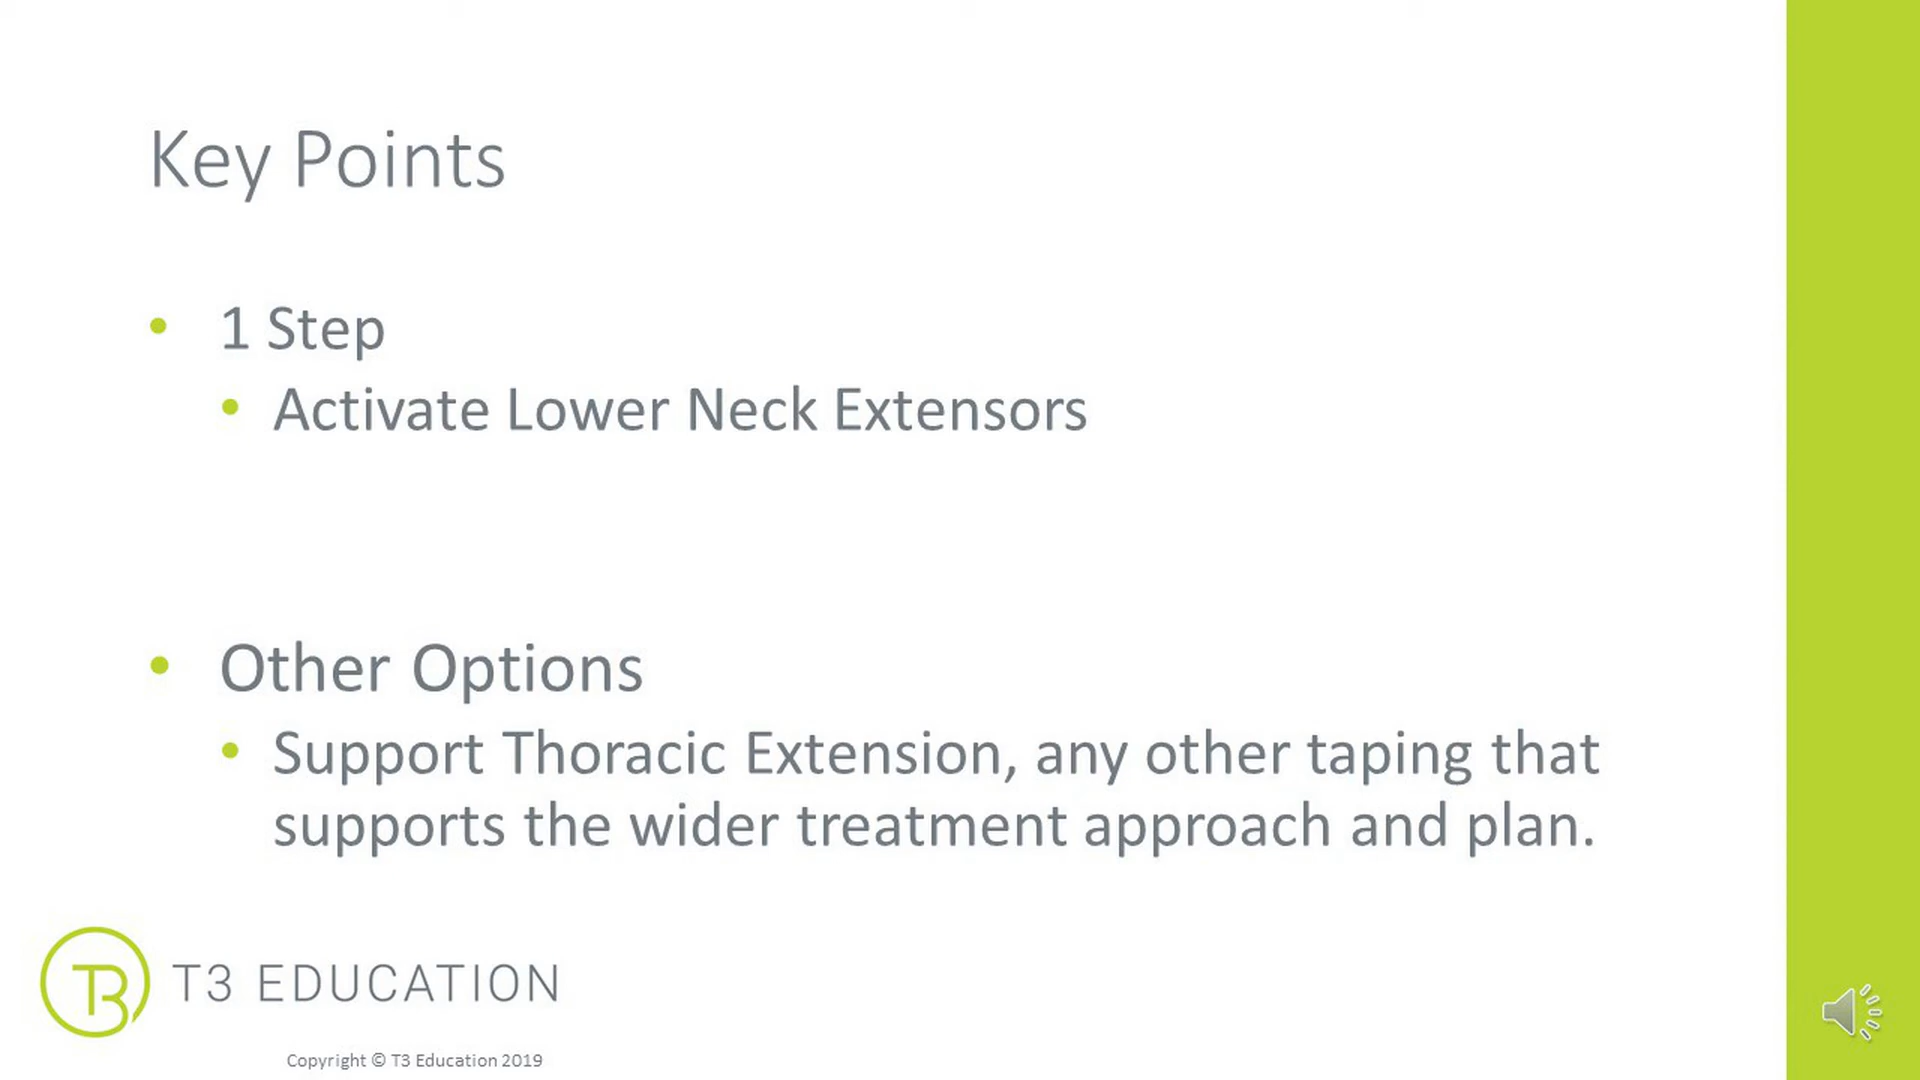 Key Points
• 1 Step
• Activate Lower Neck Extensors
• Other Options
• Support Thoracic Extension, any other taping that
supports the wider treatment approach and plan.
T3 T3 EDUCATION
Copyright © T3 Education 2019